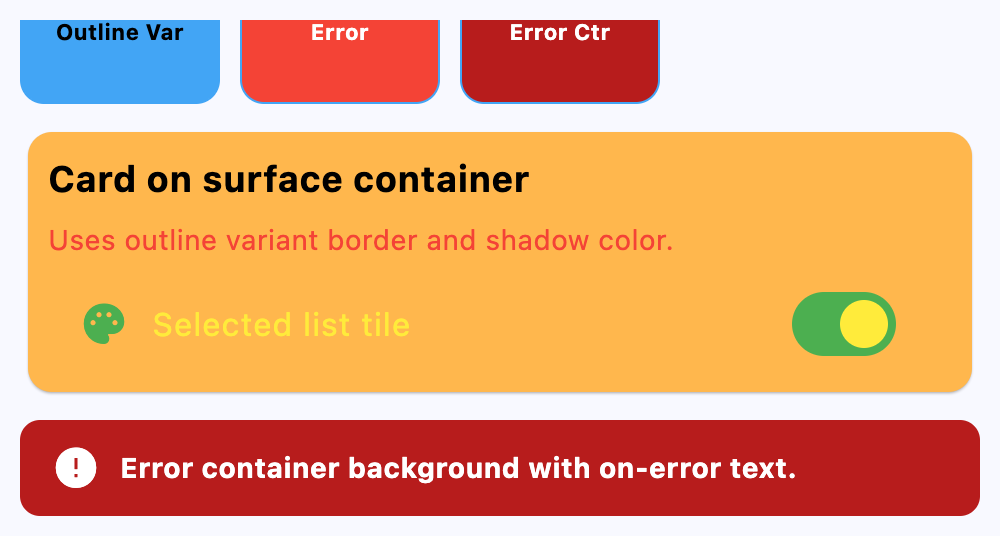 Outline Var
Error
Error Ctr
Card on surface container
Uses outline variant border and shadow color.
Selected list tile
Error container background with on-error text.